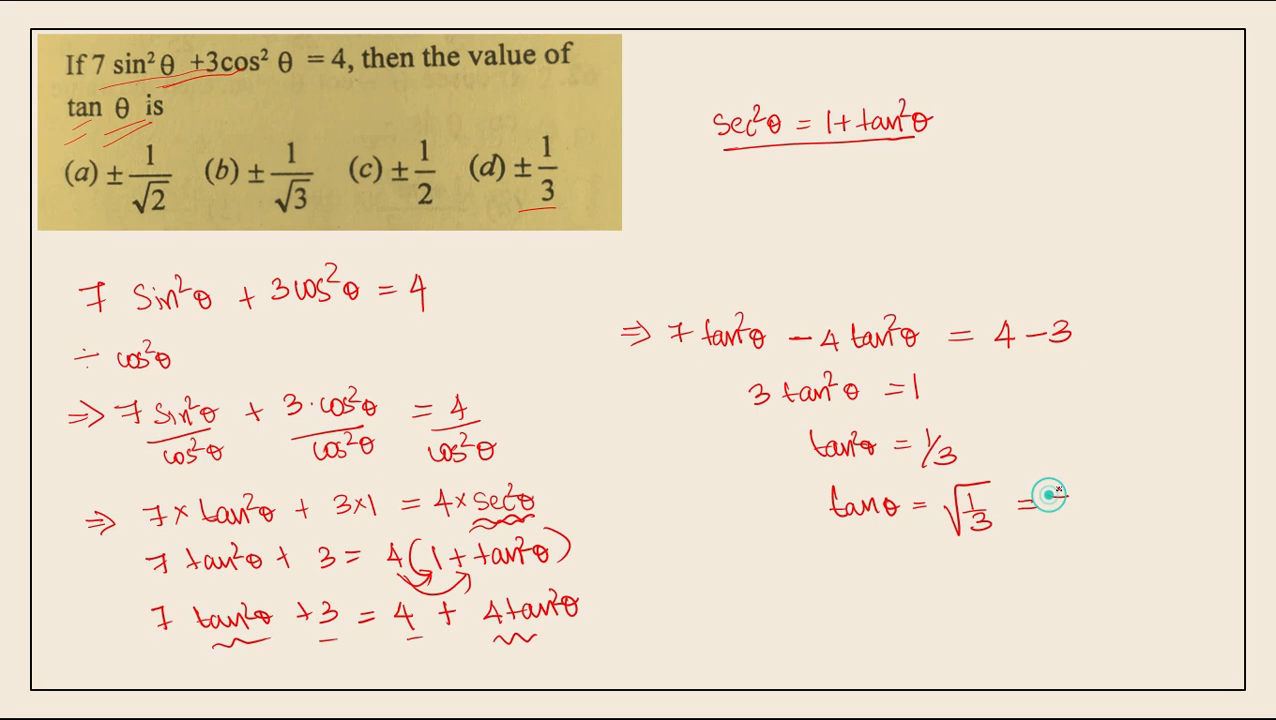 If 7 sin² θ +3cos² θ = 4, then the value of
tan θ is
(a) ± 1/√2 (b) ± 1/√3 (c) ± 1/2 (d) ± 1/3
sec²θ = 1+tan²θ
7 sin²θ + 3cos²θ = 4
÷ cos²θ
⇒ 7 sin²θ/cos²θ + 3·cos²θ/cos²θ = 4/cos²θ
⇒ 7×tan²θ + 3×1 = 4×sec²θ
7 tan²θ + 3 = 4(1+tan²θ)
7 tan²θ +3 = 4 + 4tan²θ
⇒ 7 tan²θ - 4 tan²θ = 4-3
3 tan²θ = 1
tan²θ = 1/3
tanθ = √(1/3) =